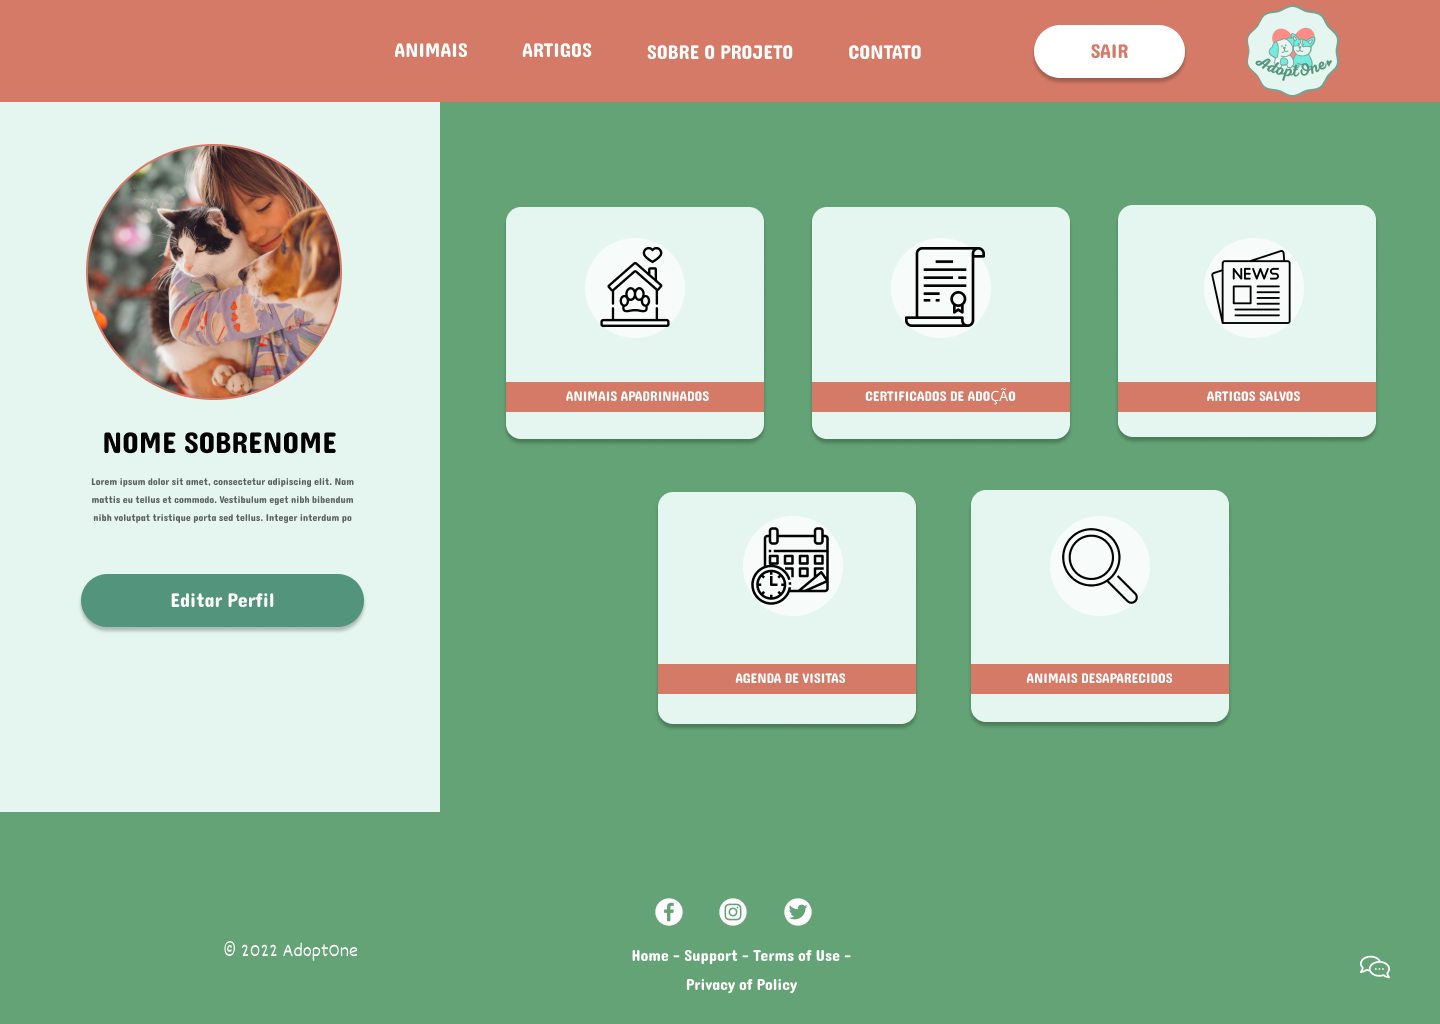 ANIMAIS
ARTIGOS
SOBRE O PROJETO
CONTATO
SAIR
AdoptOne
NOME SOBRENOME
Lorem ipsum dolor sit amet, consectetur adipiscing elit. Nam
mattis eu tellus et commodo. Vestibulum eget nibh bibendum
nibh volutpat tristique porta sed tellus. Integer interdum po
Editar Perfil
NEWS
ANIMAIS APADRINHADOS
CERTIFICADOS DE ADOÇÃO
ARTIGOS SALVOS
AGENDA DE VISITAS
ANIMAIS DESAPARECIDOS
© 2022 AdoptOne
Home - Support - Terms of Use -
Privacy of Policy